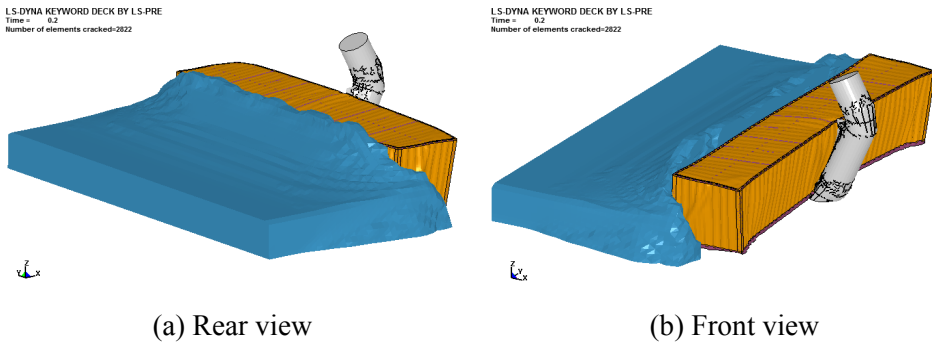 LS-DYNA KEYWORD DECK BY LS-PRE
Time = 0.2
Number of elements cracked=2822
Z
Y X
(a) Rear view
LS-DYNA KEYWORD DECK BY LS-PRE
Time = 0.2
Number of elements cracked=2822
Z
Y
X
(b) Front view